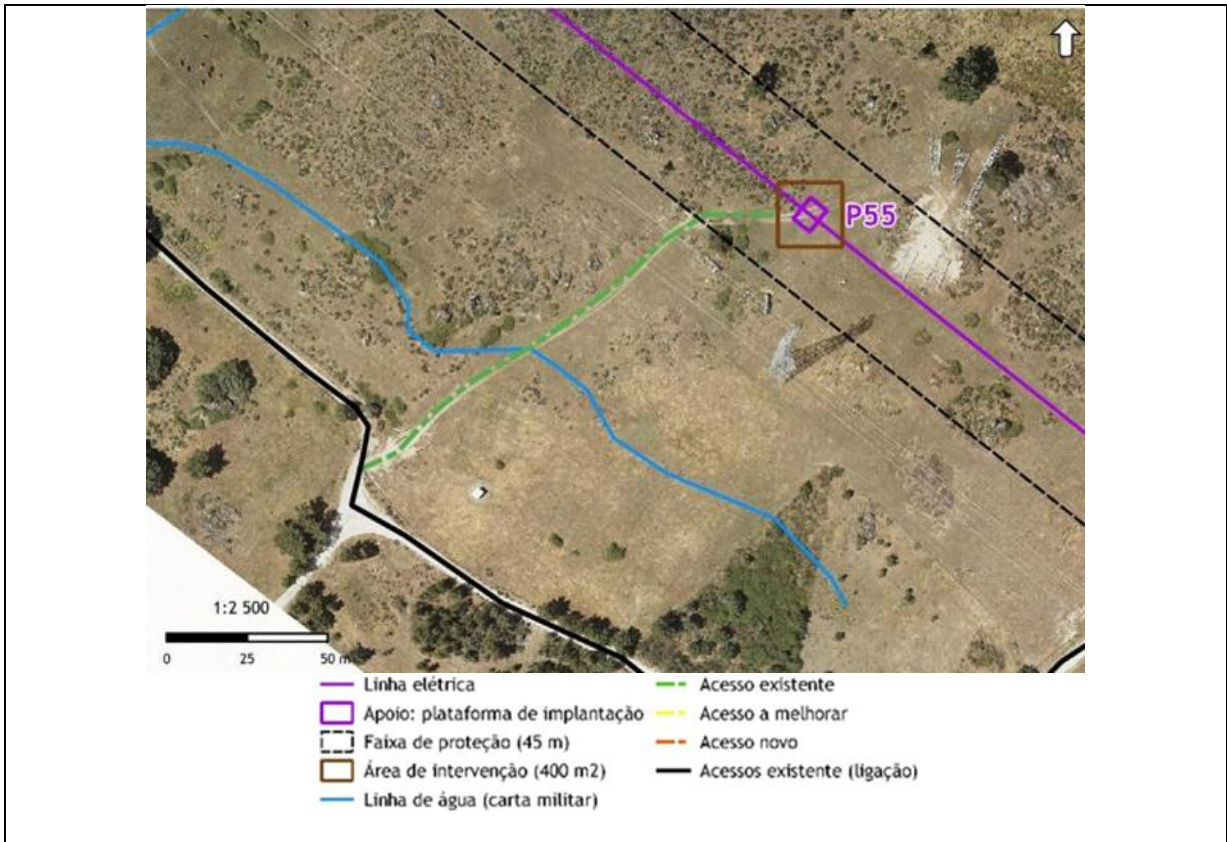 P55
1:2 500
0 25 50 m
Linha elétrica
Apoio: plataforma de implantação
Faixa de proteção (45 m)
Área de intervenção (400 m2)
Linha de água (carta militar)
Acesso existente
Acesso a melhorar
Acesso novo
Acessos existente (ligação)